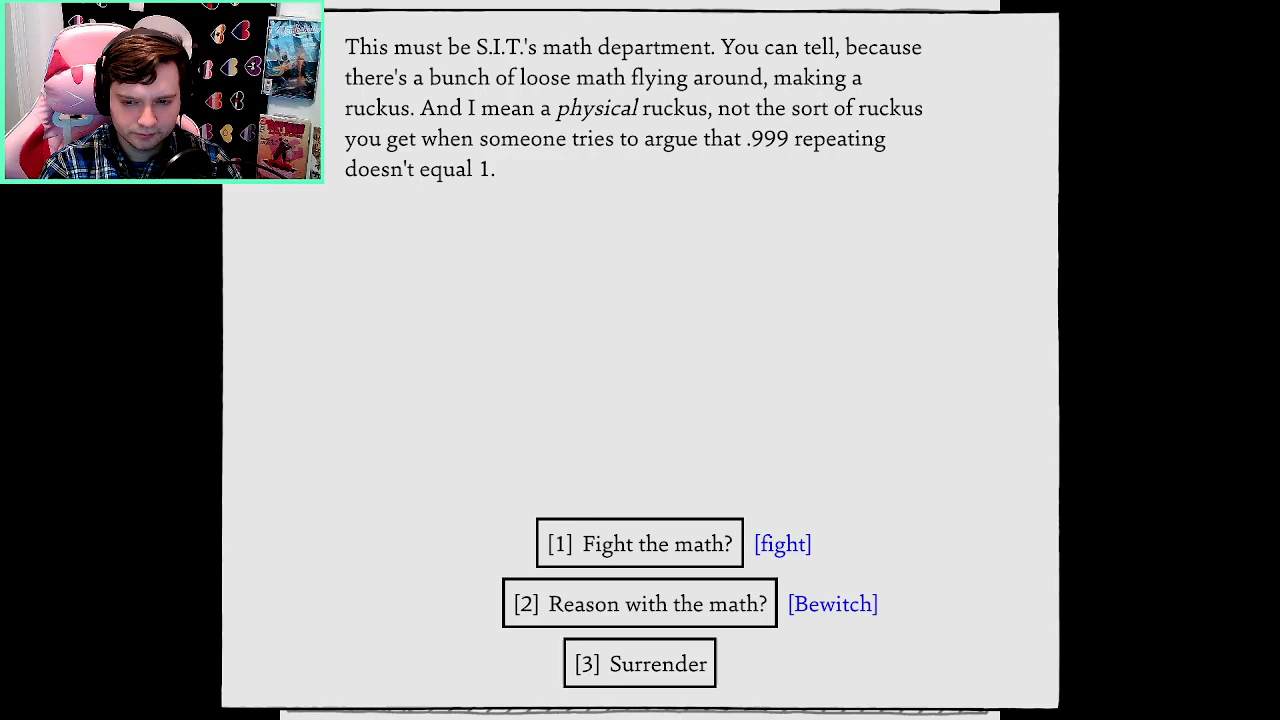 This must be S.I.T.'s math department. You can tell, because
there's a bunch of loose math flying around, making a
ruckus. And I mean a physical ruckus, not the sort of ruckus
you get when someone tries to argue that .999 repeating
doesn't equal 1.
[1] Fight the math? [fight]
[2] Reason with the math? [Bewitch]
[3] Surrender